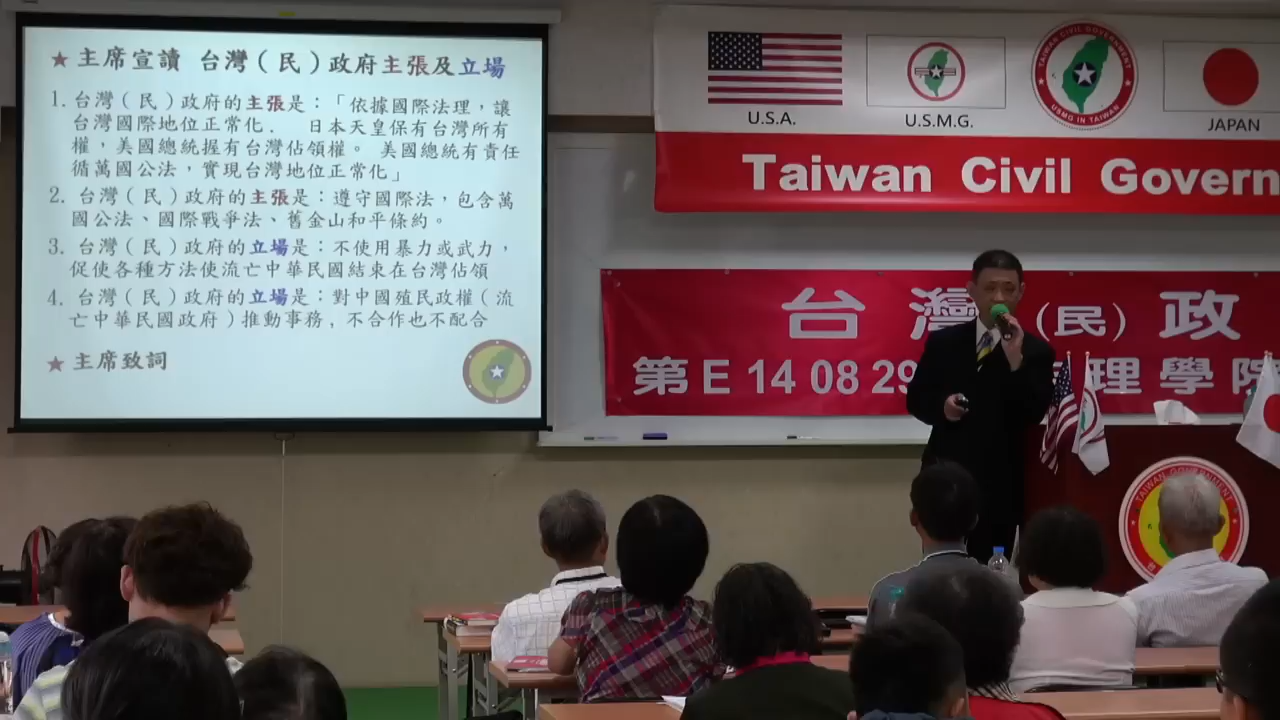 ★ 主席宣讀 台灣（民）政府主張及立場
1. 台灣（民）政府的主張是：「依據國際法理，讓
台灣國際地位正常化． 日本天皇保有台灣所有
權，美國總統握有台灣佔領權。 美國總統有責任
循萬國公法，實現台灣地位正常化」
2. 台灣（民）政府的主張是：遵守國際法，包含萬
國公法、國際戰爭法、舊金山和平條約。
3. 台灣（民）政府的立場是：不使用暴力或武力，
促使各種方法使流亡中華民國結束在台灣佔領
4. 台灣（民）政府的立場是：對中國殖民政權（流
亡中華民國政府）推動事務，不合作也不配合
★ 主席致詞
U.S.A.
U.S.M.G.
TAIWAN CIVIL GOVERNMENT
USMG IN TAIWAN
JAPAN
Taiwan Civil Govern
台灣（民）政
第E 14 08 29 理學院
TAIWAN GOVERNMENT